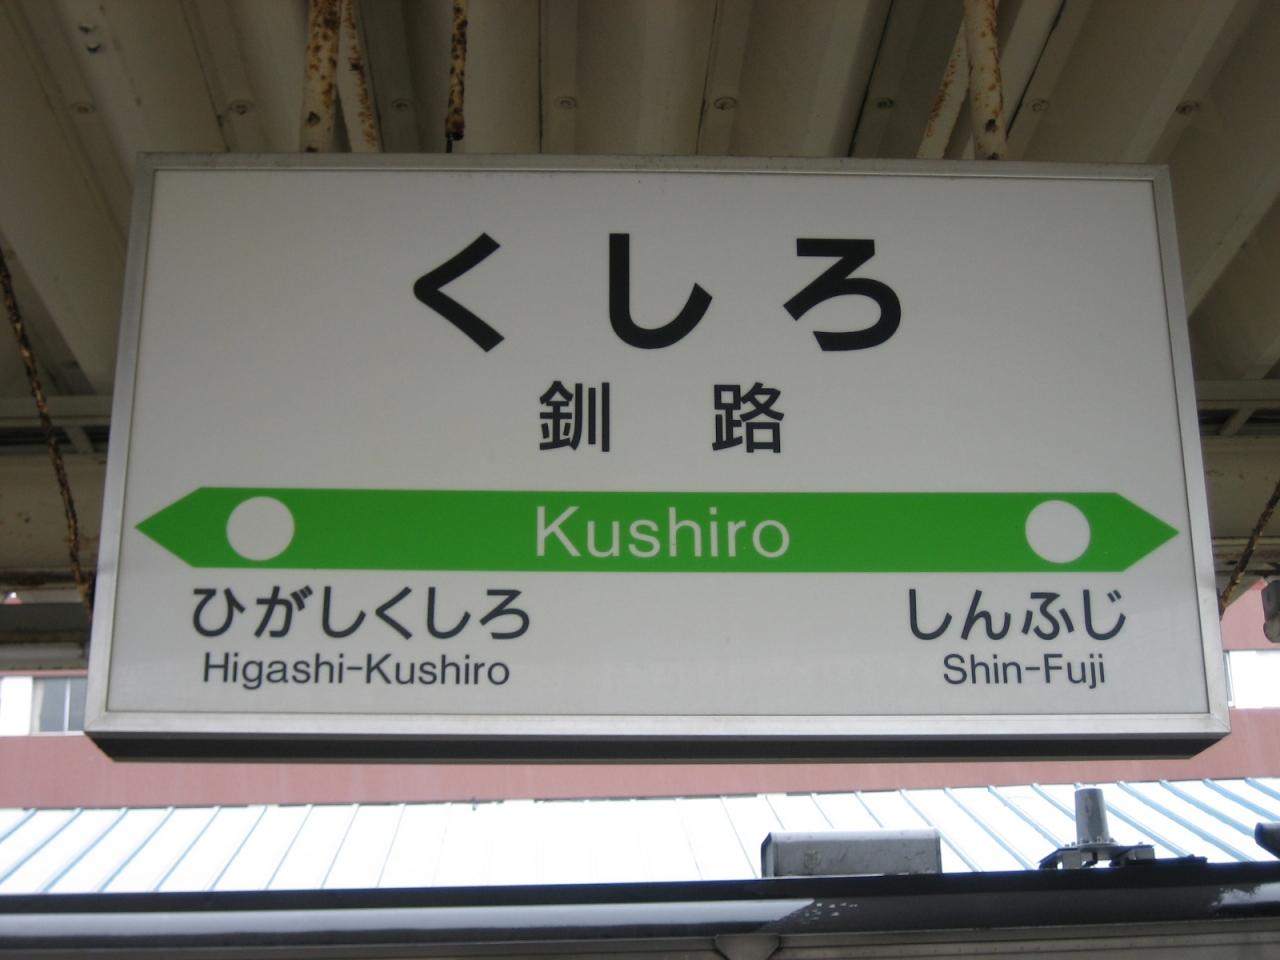 くしろ
釧路
Kushiro
ひがしくしろ
Higashi-Kushiro
しんふじ
Shin-Fuji